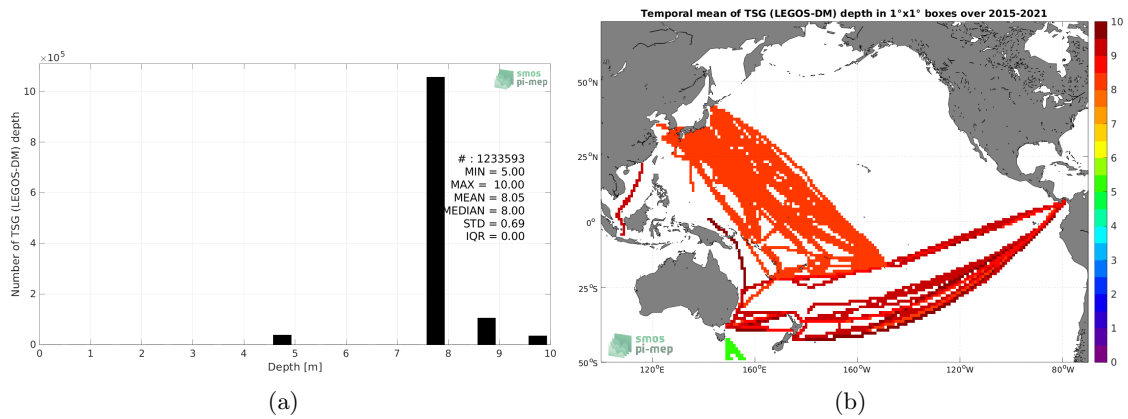 ×10⁵
smos
pi-mep
10
8
6
4
2
0
Number of TSG (LEGOS-DM) depth
# : 1233593
MIN = 5.00
MAX = 10.00
MEAN = 8.05
MEDIAN = 8.00
STD = 0.69
IQR = 0.00
0 1 2 3 4 5 6 7 8 9 10
Depth [m]
(a)
Temporal mean of TSG (LEGOS-DM) depth in 1°x1° boxes over 2015-2021
50°N
25°N
0°
25°S
50°S
120°E 160°E 160°W 120°W 80°W
smos
pi-mep
10
9
8
7
6
5
4
3
2
1
0
(b)